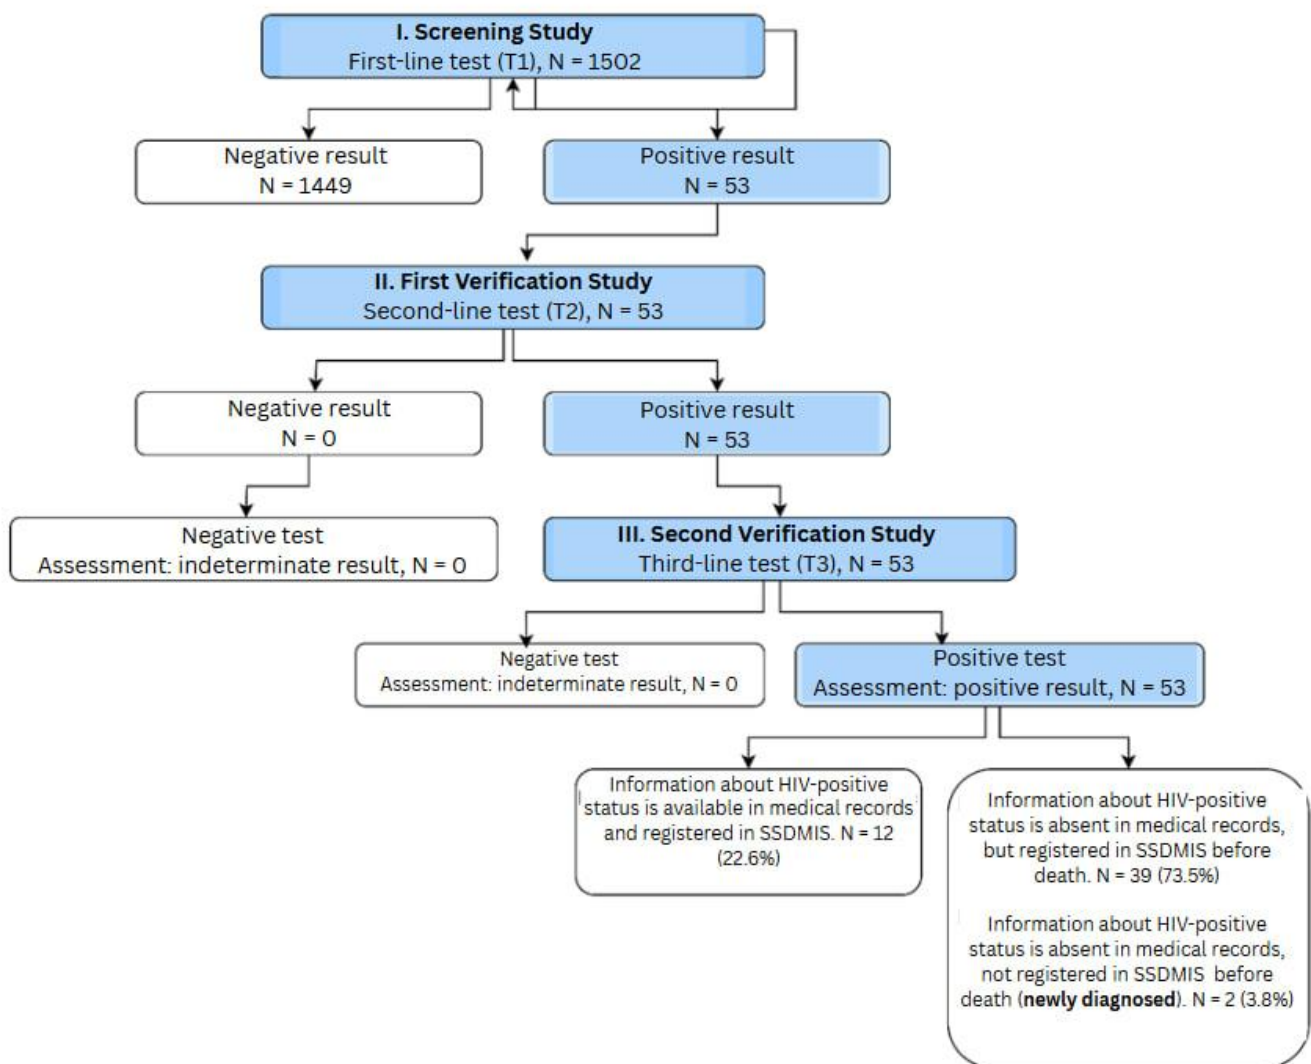 I. Screening Study
First-line test (T1), N = 1502
Negative result
N = 1449
Positive result
N = 53
II. First Verification Study
Second-line test (T2), N = 53
Negative result
N = 0
Positive result
N = 53
Negative test
Assessment: indeterminate result, N = 0
III. Second Verification Study
Third-line test (T3), N = 53
Negative test
Assessment: indeterminate result, N = 0
Positive test
Assessment: positive result, N = 53
Information about HIV-positive
status is available in medical records
and registered in SSDMIS. N = 12
(22.6%)
Information about HIV-positive
status is absent in medical records,
but registered in SSDMIS before
death. N = 39 (73.5%)
Information about HIV-positive
status is absent in medical records,
not registered in SSDMIS before
death (newly diagnosed). N = 2 (3.8%)